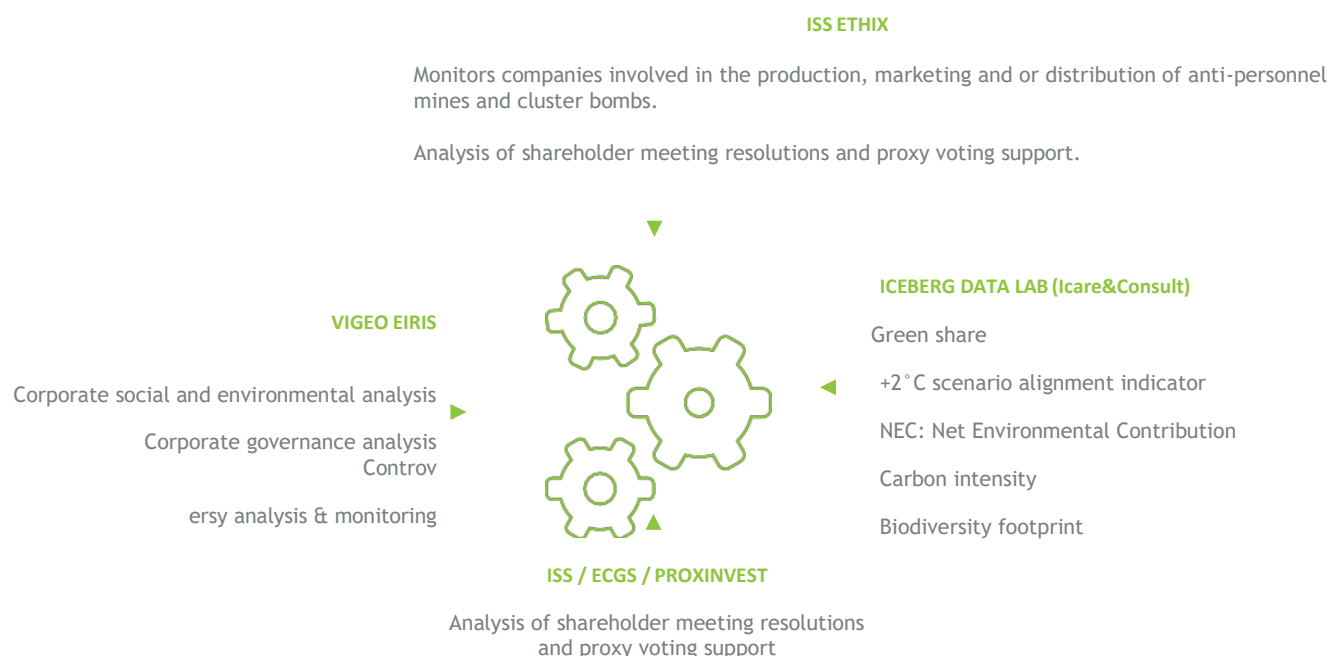 ISS ETHIX
Monitors companies involved in the production, marketing and or distribution of anti-personnel
mines and cluster bombs.
Analysis of shareholder meeting resolutions and proxy voting support.
VIGEO EIRIS
Corporate social and environmental analysis
Corporate governance analysis
Controv
ersy analysis & monitoring
ICEBERG DATA LAB (Icare&Consult)
Green share
+2°C scenario alignment indicator
NEC: Net Environmental Contribution
Carbon intensity
Biodiversity footprint
ISS / ECGS / PROXINVEST
Analysis of shareholder meeting resolutions
and proxy voting support